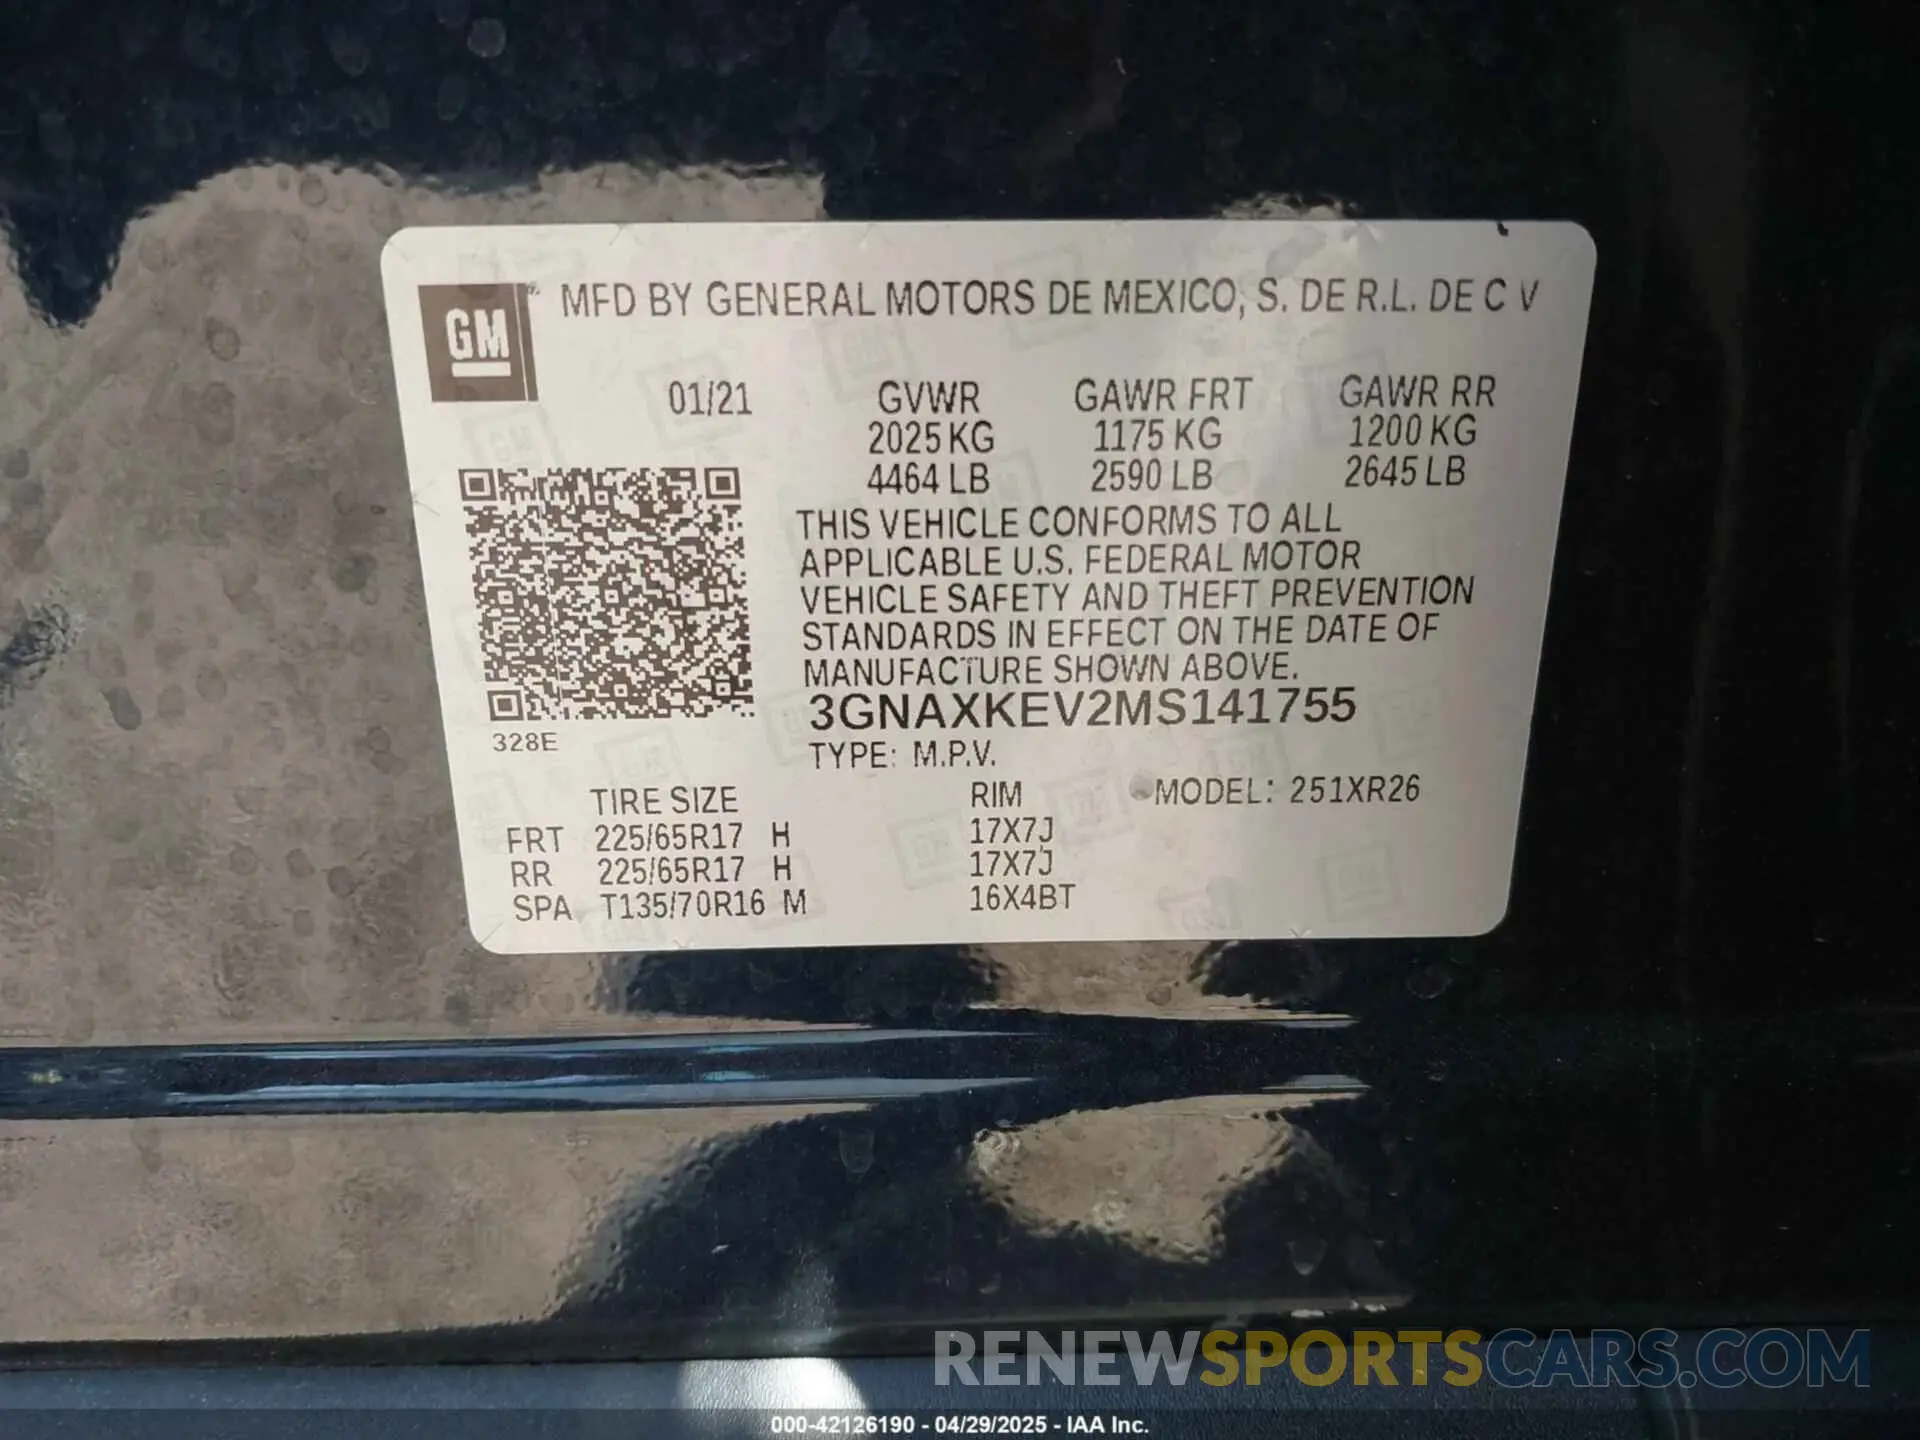 GM
MFD BY GENERAL MOTORS DE MEXICO, S. DE R.L. DE C V
01/21 GVWR GAWR FRT GAWR RR
2025 KG 1175 KG 1200 KG
4464 LB 2590 LB 2645 LB
THIS VEHICLE CONFORMS TO ALL
APPLICABLE U.S. FEDERAL MOTOR
VEHICLE SAFETY AND THEFT PREVENTION
STANDARDS IN EFFECT ON THE DATE OF
MANUFACTURE SHOWN ABOVE.
3GNAXKEV2MS141755
328E
TYPE: M.P.V.
TIRE SIZE RIM MODEL: 251XR26
FRT 225/65R17 H 17X7J
RR 225/65R17 H 17X7J
SPA T135/70R16 M 16X4BT
RENEWSPORTSCARS.COM
000-42126190 - 04/29/2025 - IAA Inc.